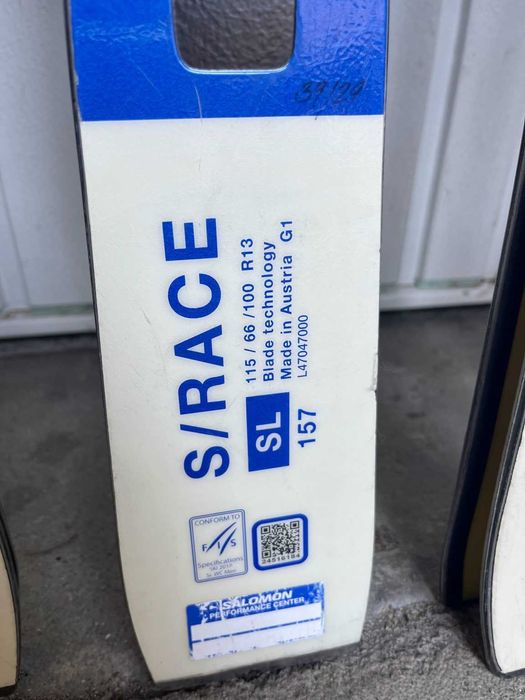 S/RACE
SL
157
115 / 66 /100 R13
Blade technology
Made in Austria G1
L47047000
CONFORM TO
FIS
Specifications
24516184
SALOMON
PERFORMANCE CENTER